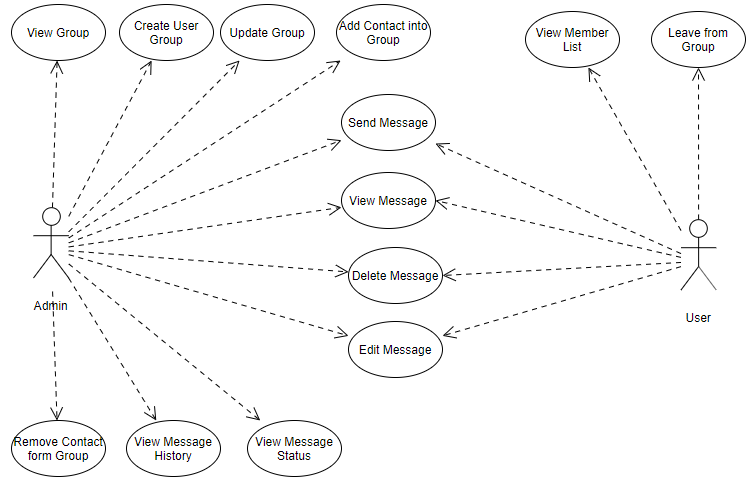 View Group
Create User
Group
Update Group
Add Contact into
Group
View Member
List
Leave from
Group
Send Message
View Message
Delete Message
Edit Message
Admin
User
Remove Contact
form Group
View Message
History
View Message
Status